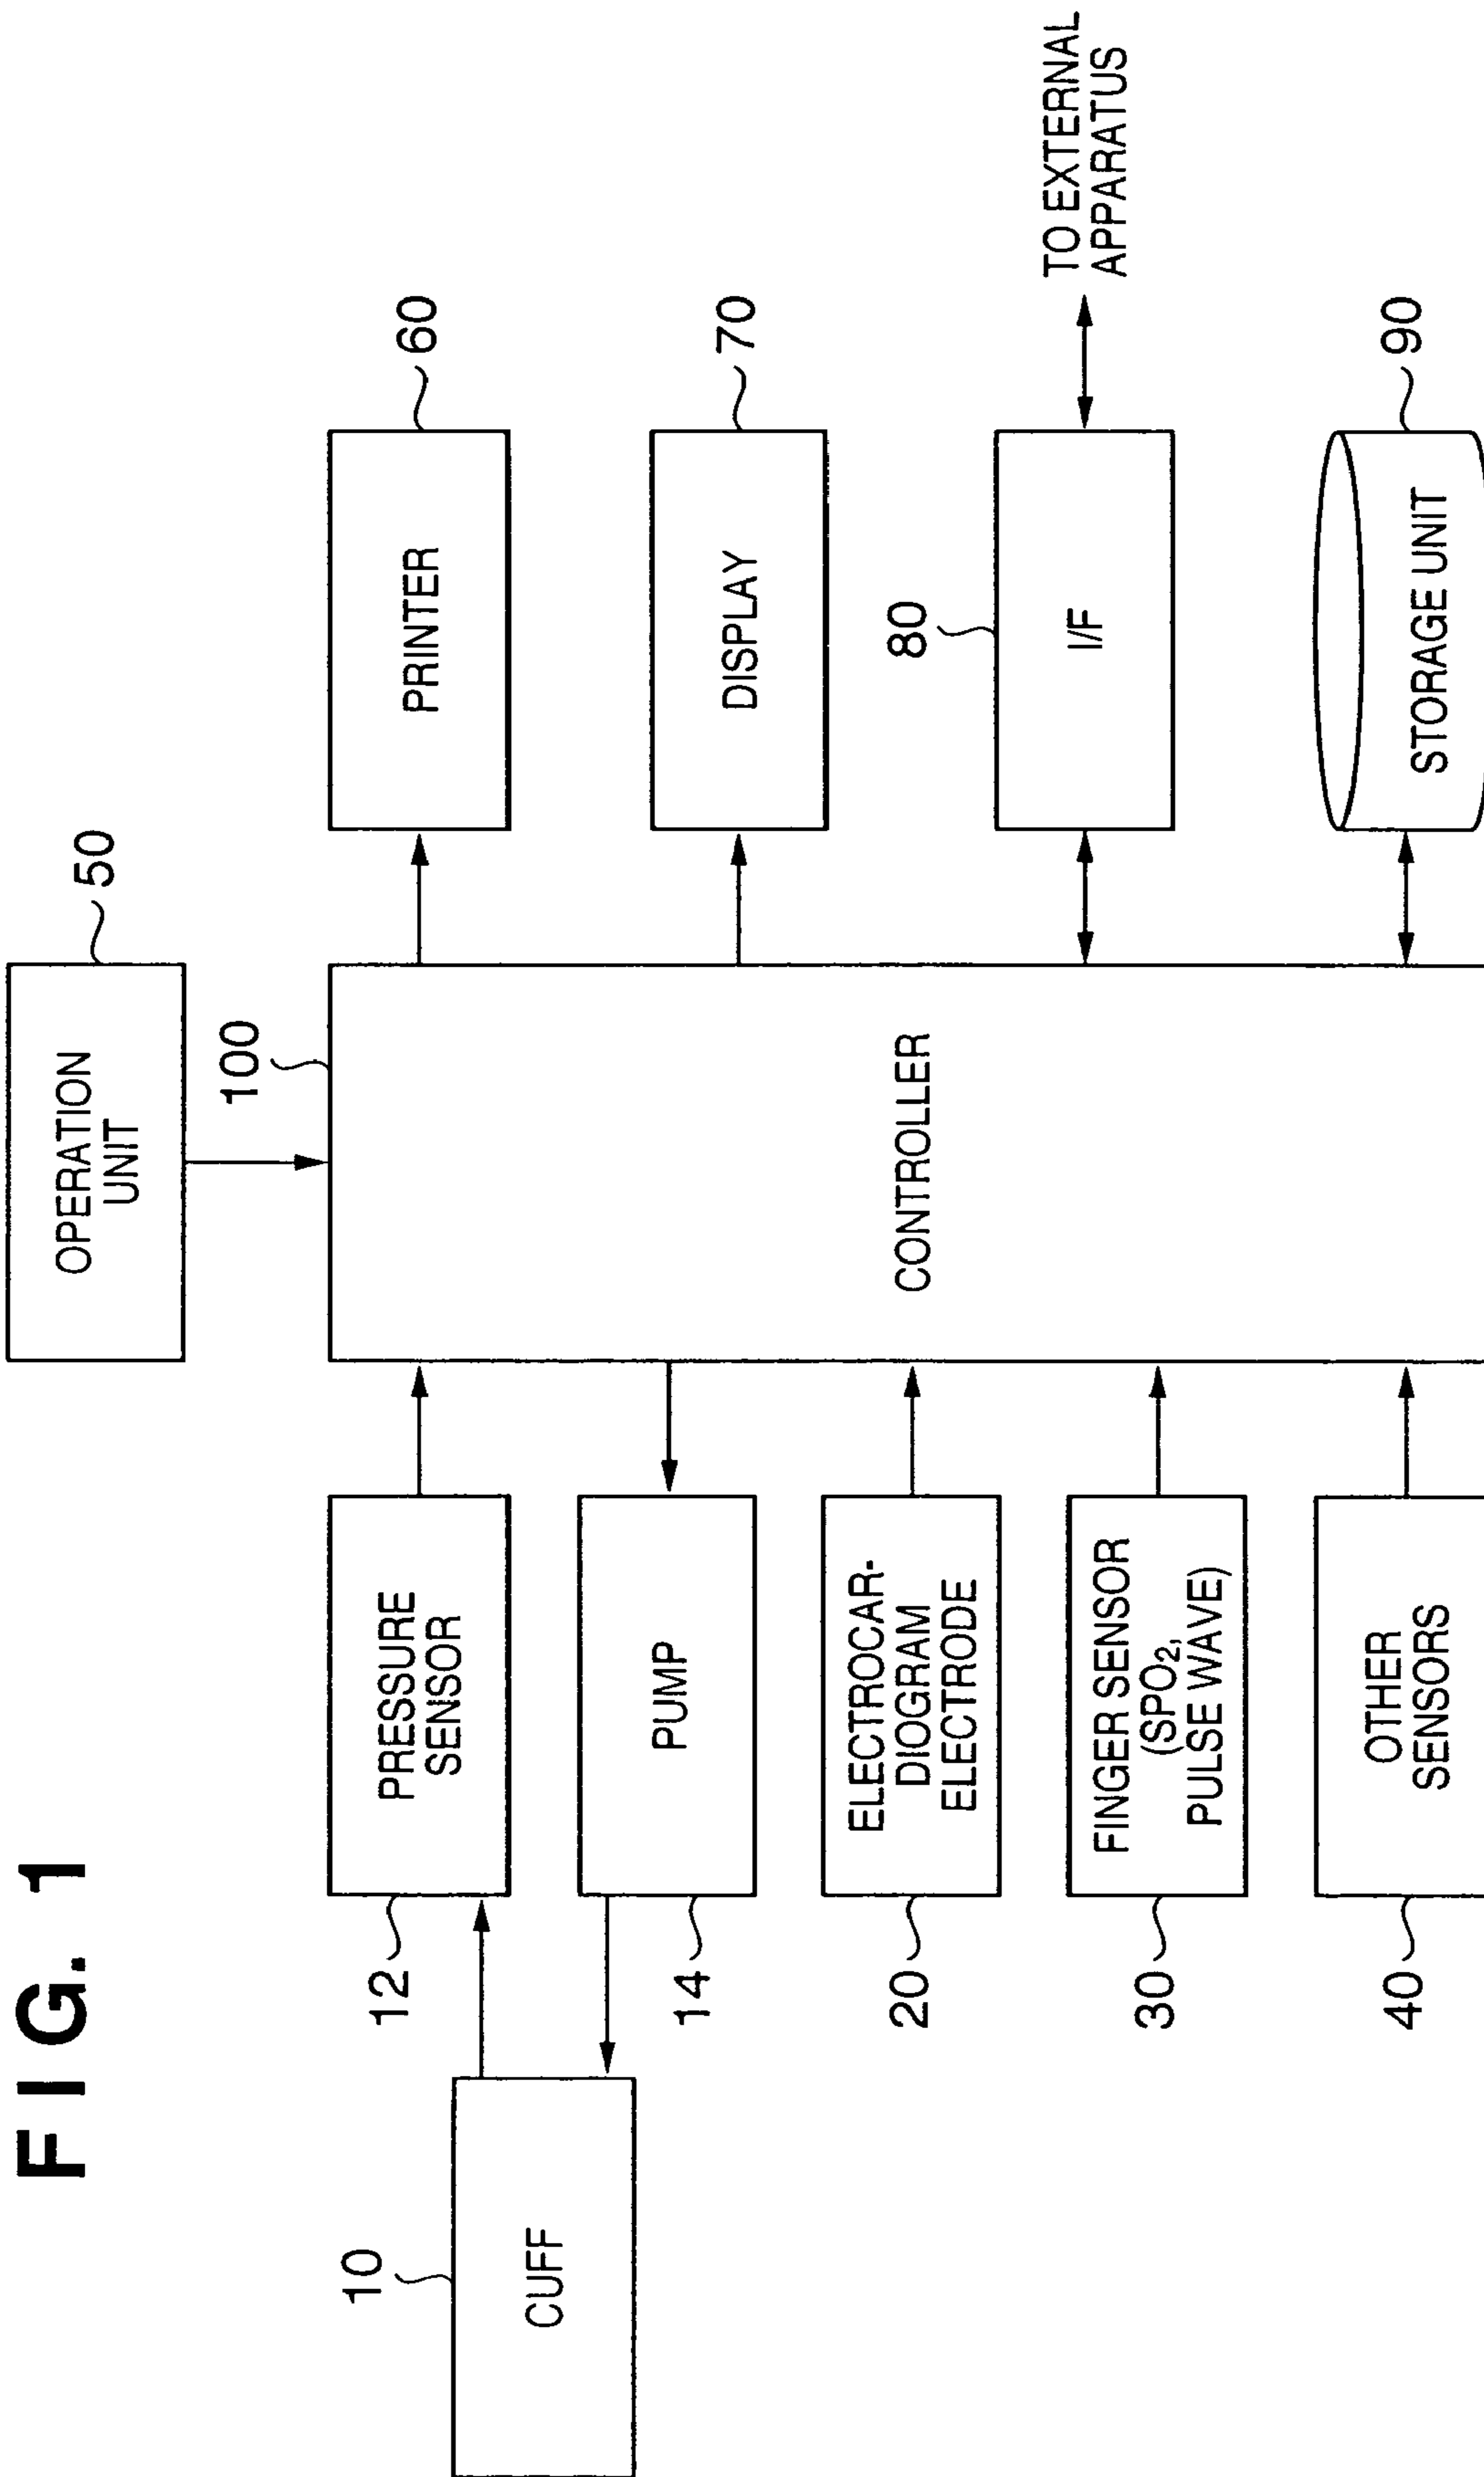 FIG. 1
OPERATION
UNIT
50
100
CONTROLLER
10
CUFF
12
PRESSURE
SENSOR
14
PUMP
20
ELECTROCAR-
DIOGRAM
ELECTRODE
30
FINGER SENSOR
(SPO₂,
PULSE WAVE)
40
OTHER
SENSORS
60
PRINTER
70
DISPLAY
80
I/F
TO EXTERNAL
APPARATUS
90
STORAGE UNIT